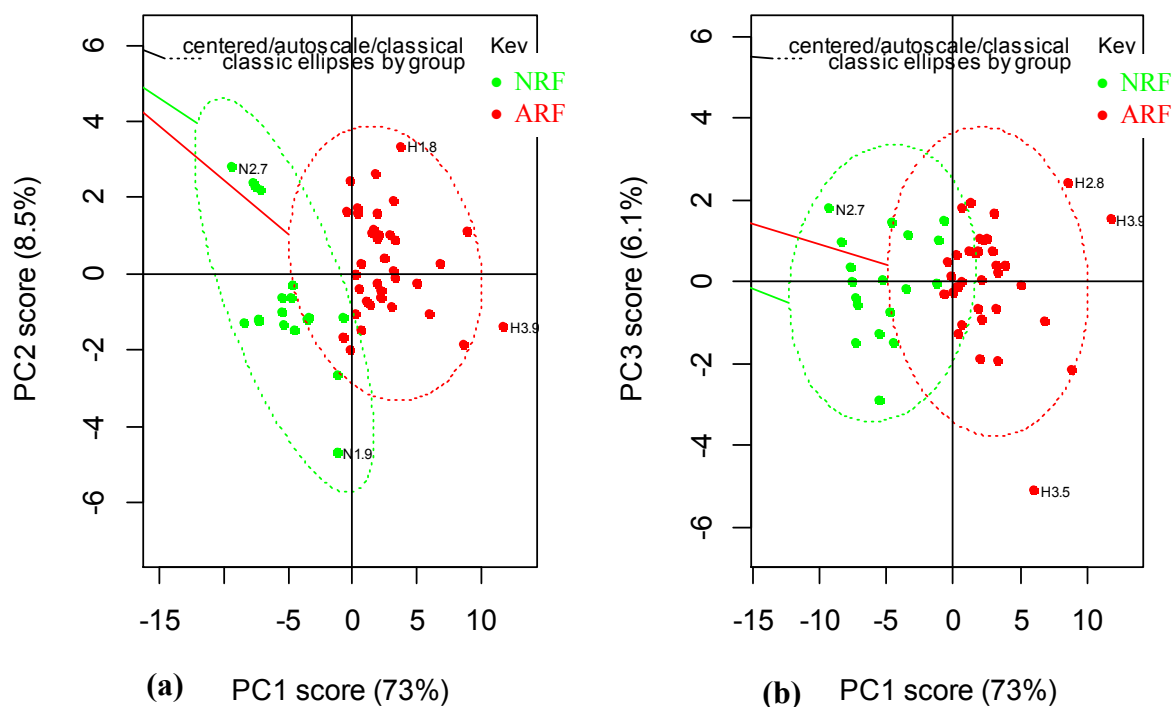 centered/autoscale/classical
classic ellipses by group
Kev
NRF
ARF
6
4
2
0
-2
-4
-6
PC2 score (8.5%)
H1.8
N2.7
H3.9
N1.9
-15
-10
-5
0
5
10
(a)
PC1 score (73%)
centered/autoscale/classical
classic ellipses by group
Kev
NRF
ARF
6
4
2
0
-2
-4
-6
PC3 score (6.1%)
H2.8
N2.7
H3.9
H3.5
-15
-10
-5
0
5
10
(b)
PC1 score (73%)